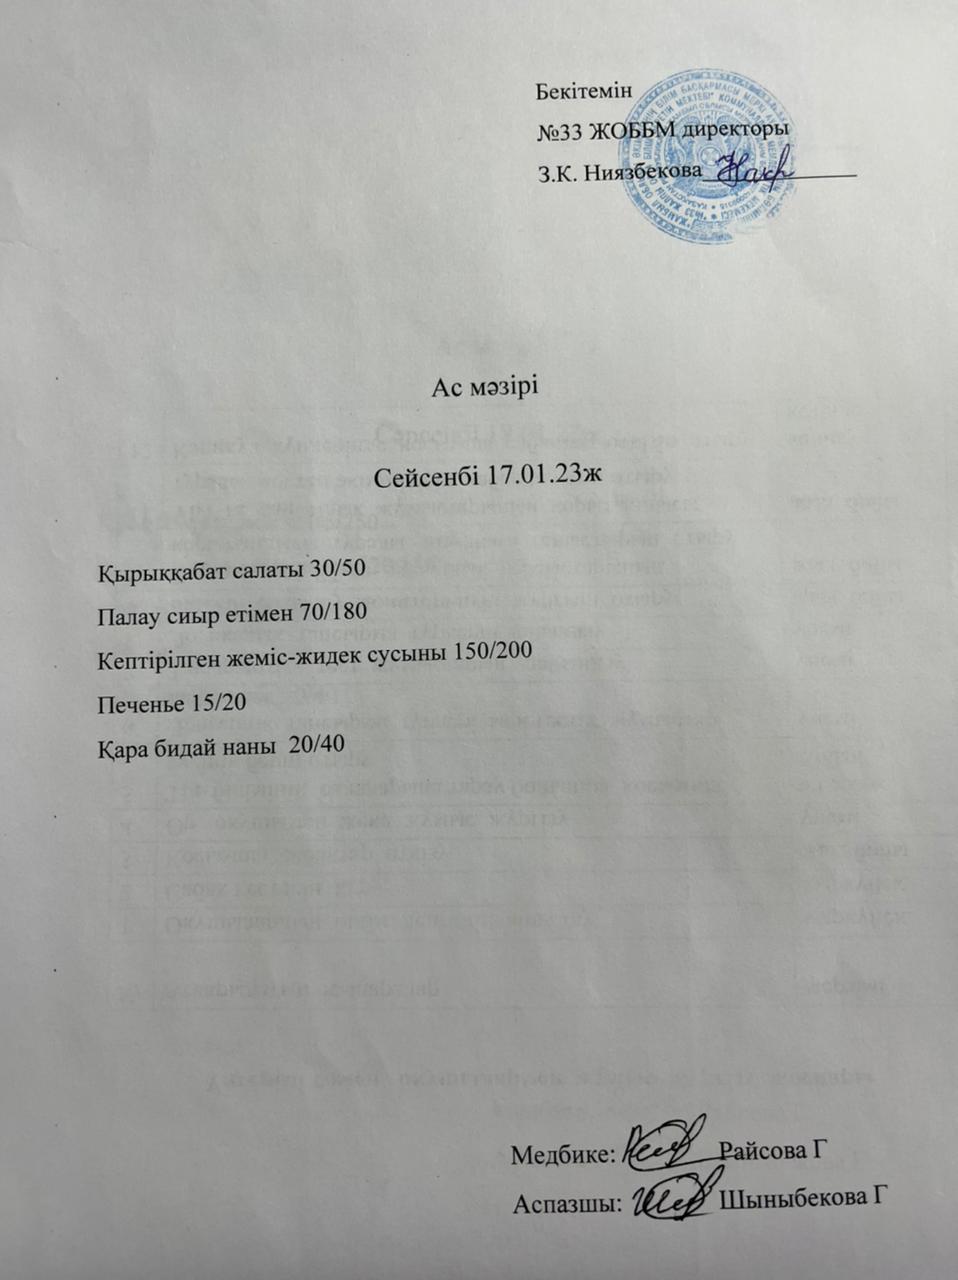 Бекітемін
№33 ЖОББМ директоры
З.К. Ниязбекова
Ас мәзірі
Сейсенбі 17.01.23ж
Қырыққабат салаты 30/50
Палау сиыр етімен 70/180
Кептірілген жеміс-жидек сусыны 150/200
Печенье 15/20
Қара бидай наны 20/40
Медбике: Райсова Г
Аспазшы: Шыныбекова Г